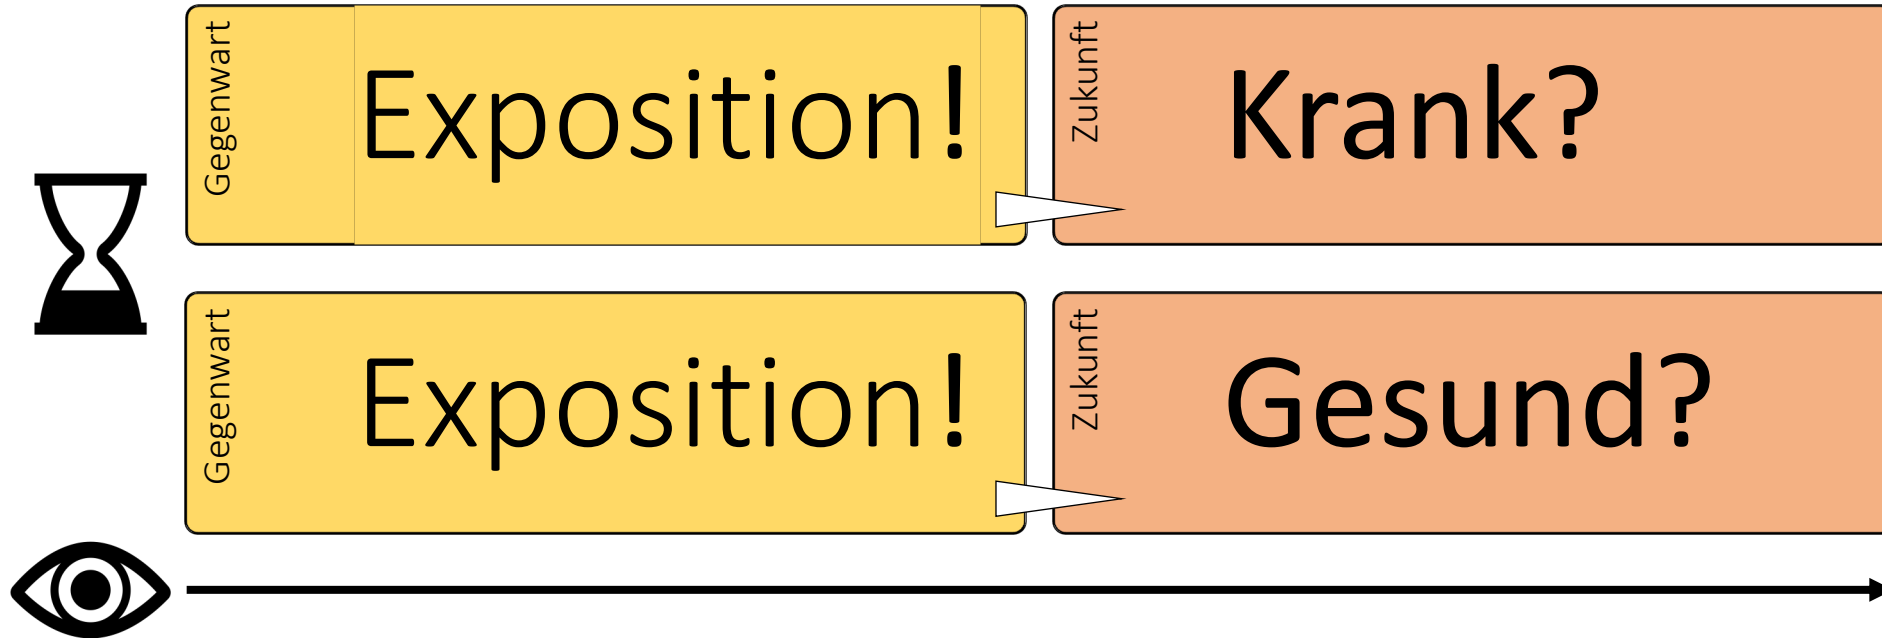 Gegenwart
Exposition!
Zukunft
Krank?
Gegenwart
Exposition!
Zukunft
Gesund?